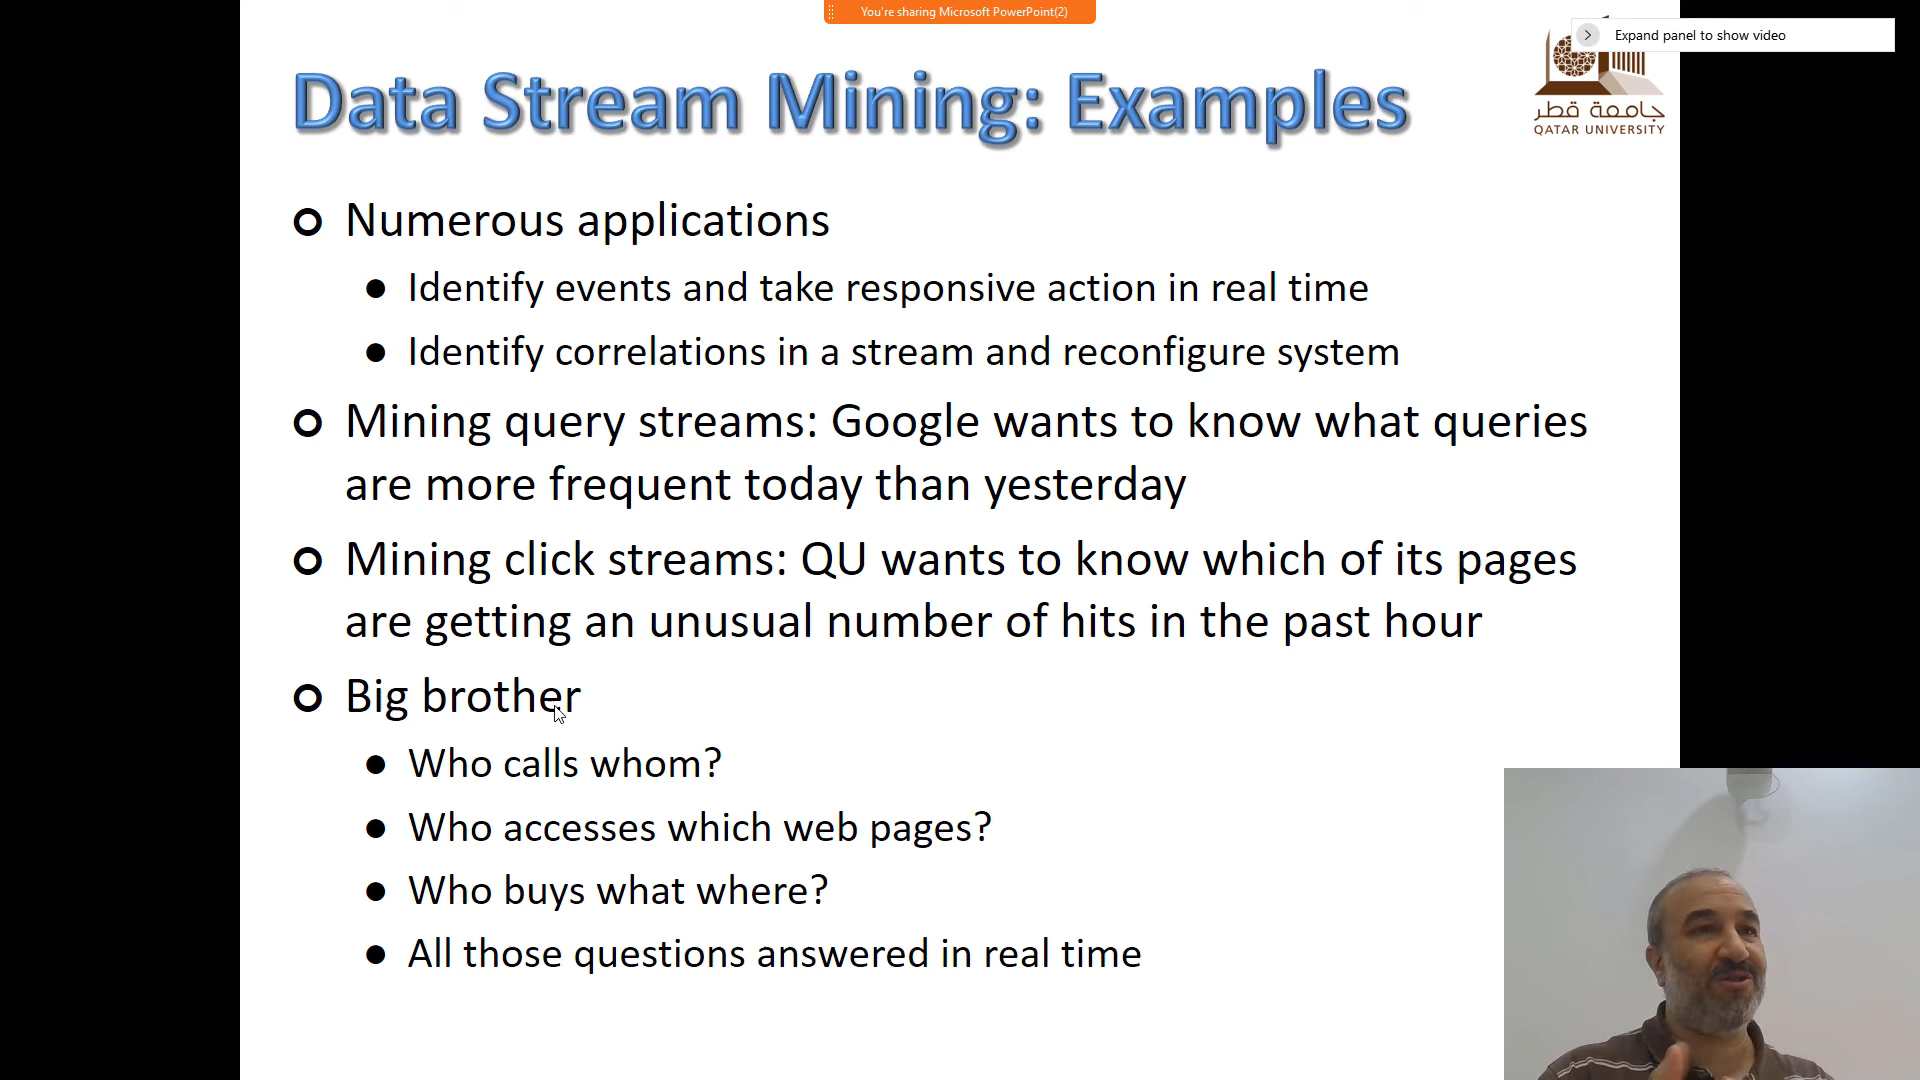 You're sharing Microsoft PowerPoint(2)
Expand panel to show video
Data Stream Mining: Examples
جامعة قطر
QATAR UNIVERSITY
Numerous applications
Identify events and take responsive action in real time
Identify correlations in a stream and reconfigure system
Mining query streams: Google wants to know what queries
are more frequent today than yesterday
Mining click streams: QU wants to know which of its pages
are getting an unusual number of hits in the past hour
Big brother
Who calls whom?
Who accesses which web pages?
Who buys what where?
All those questions answered in real time